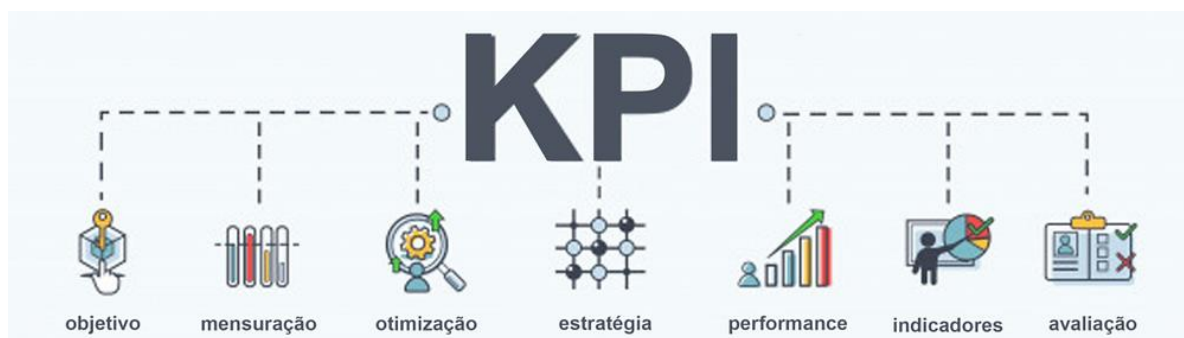 KPI
objetivo mensuração otimização estratégia performance indicadores avaliação